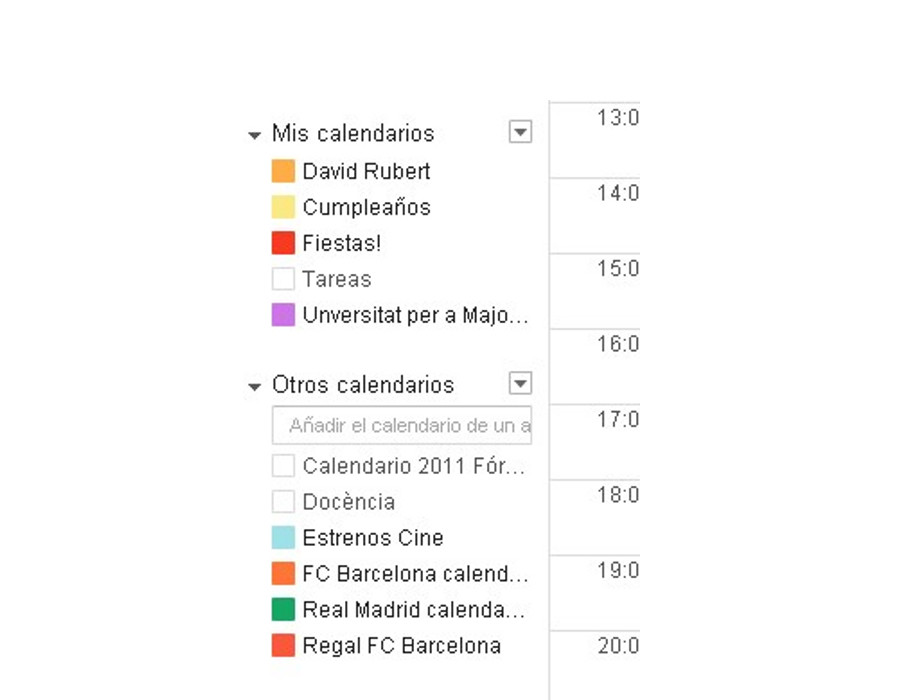 Mis calendarios
David Rubert
Cumpleaños
Fiestas!
Tareas
Unversitat per a Majo...
Otros calendarios
Añadir el calendario de un a
Calendario 2011 Fór...
Docència
Estrenos Cine
FC Barcelona calend...
Real Madrid calenda...
Regal FC Barcelona
13:0
14:0
15:0
16:0
17:0
18:0
19:0
20:0